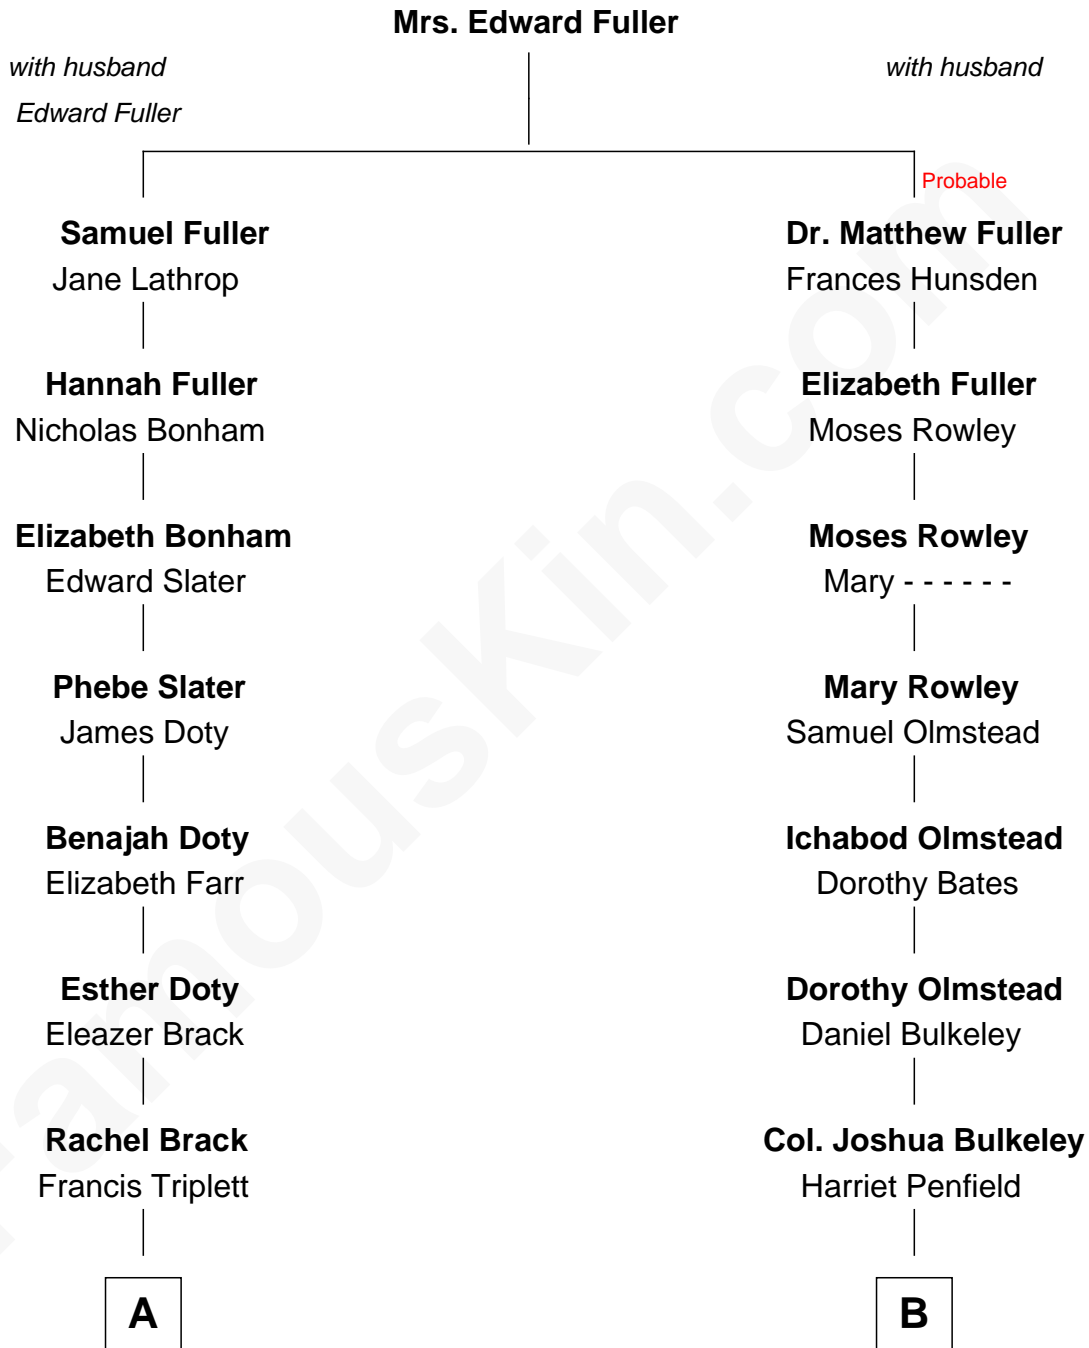 Mrs. Edward Fuller
with husband
Edward Fuller
with husband
Probable
Samuel Fuller
Jane Lathrop
Dr. Matthew Fuller
Frances Hunsden
Hannah Fuller
Nicholas Bonham
Elizabeth Fuller
Moses Rowley
Elizabeth Bonham
Edward Slater
Moses Rowley
Mary - - - - - -
Phebe Slater
James Doty
Mary Rowley
Samuel Olmstead
Benajah Doty
Elizabeth Farr
Ichabod Olmstead
Dorothy Bates
Esther Doty
Eleazer Brack
Dorothy Olmstead
Daniel Bulkeley
Rachel Brack
Francis Triplett
Col. Joshua Bulkeley
Harriet Penfield
A
B
FamousKin.com